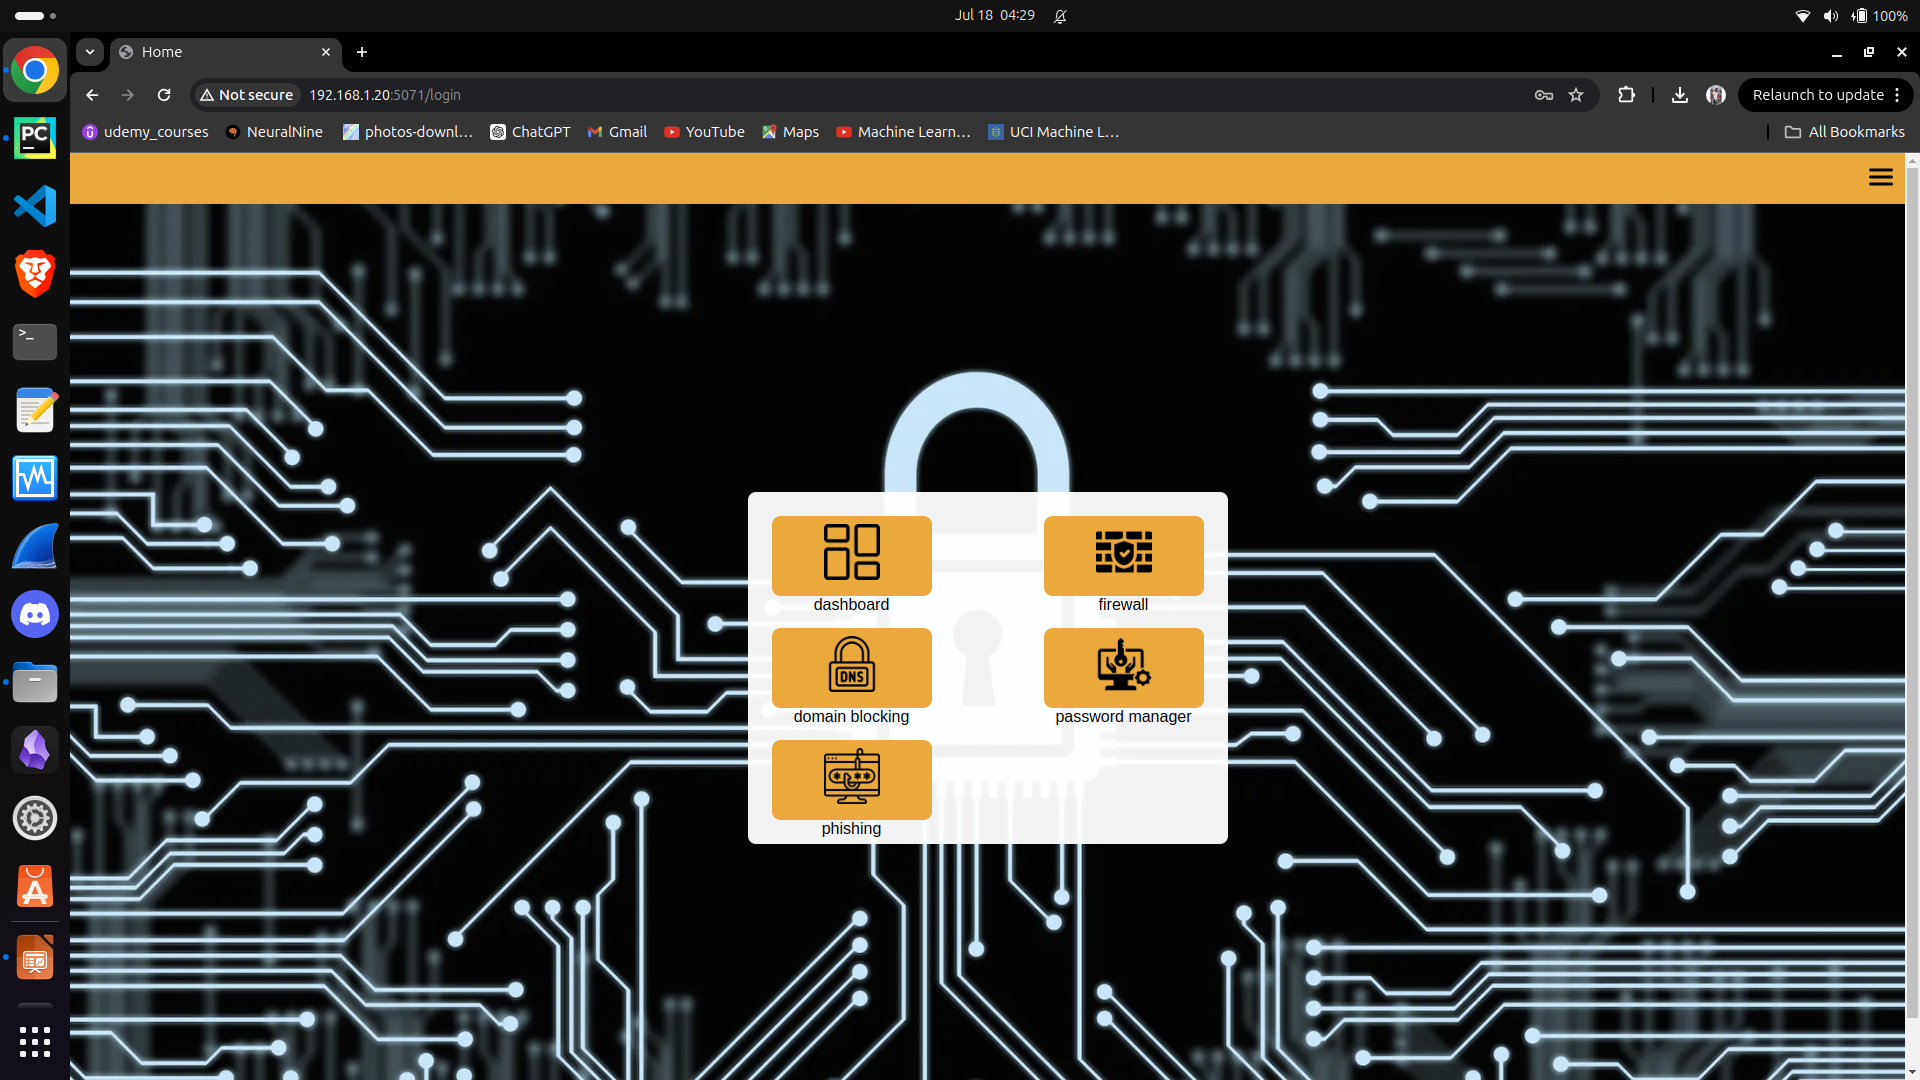 Jul 18 04:29
100%
Home
Not secure
192.168.1.20:5071/login
Relaunch to update
udemy_courses
NeuralNine
photos-downl...
ChatGPT
Gmail
YouTube
Maps
Machine Learn...
UCI Machine L...
All Bookmarks
PC
>_
dashboard
firewall
DNS
domain blocking
password manager
phishing